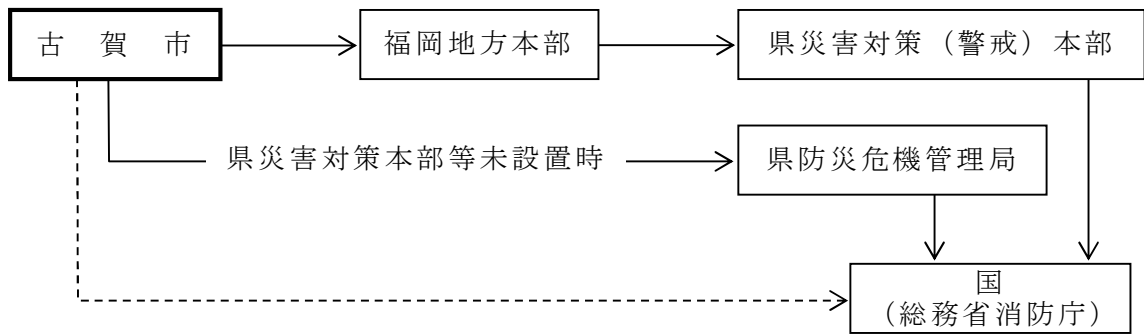 古賀市
福岡地方本部
県災害対策（警戒）本部
県災害対策本部等未設置時
県防災危機管理局
国
（総務省消防庁）